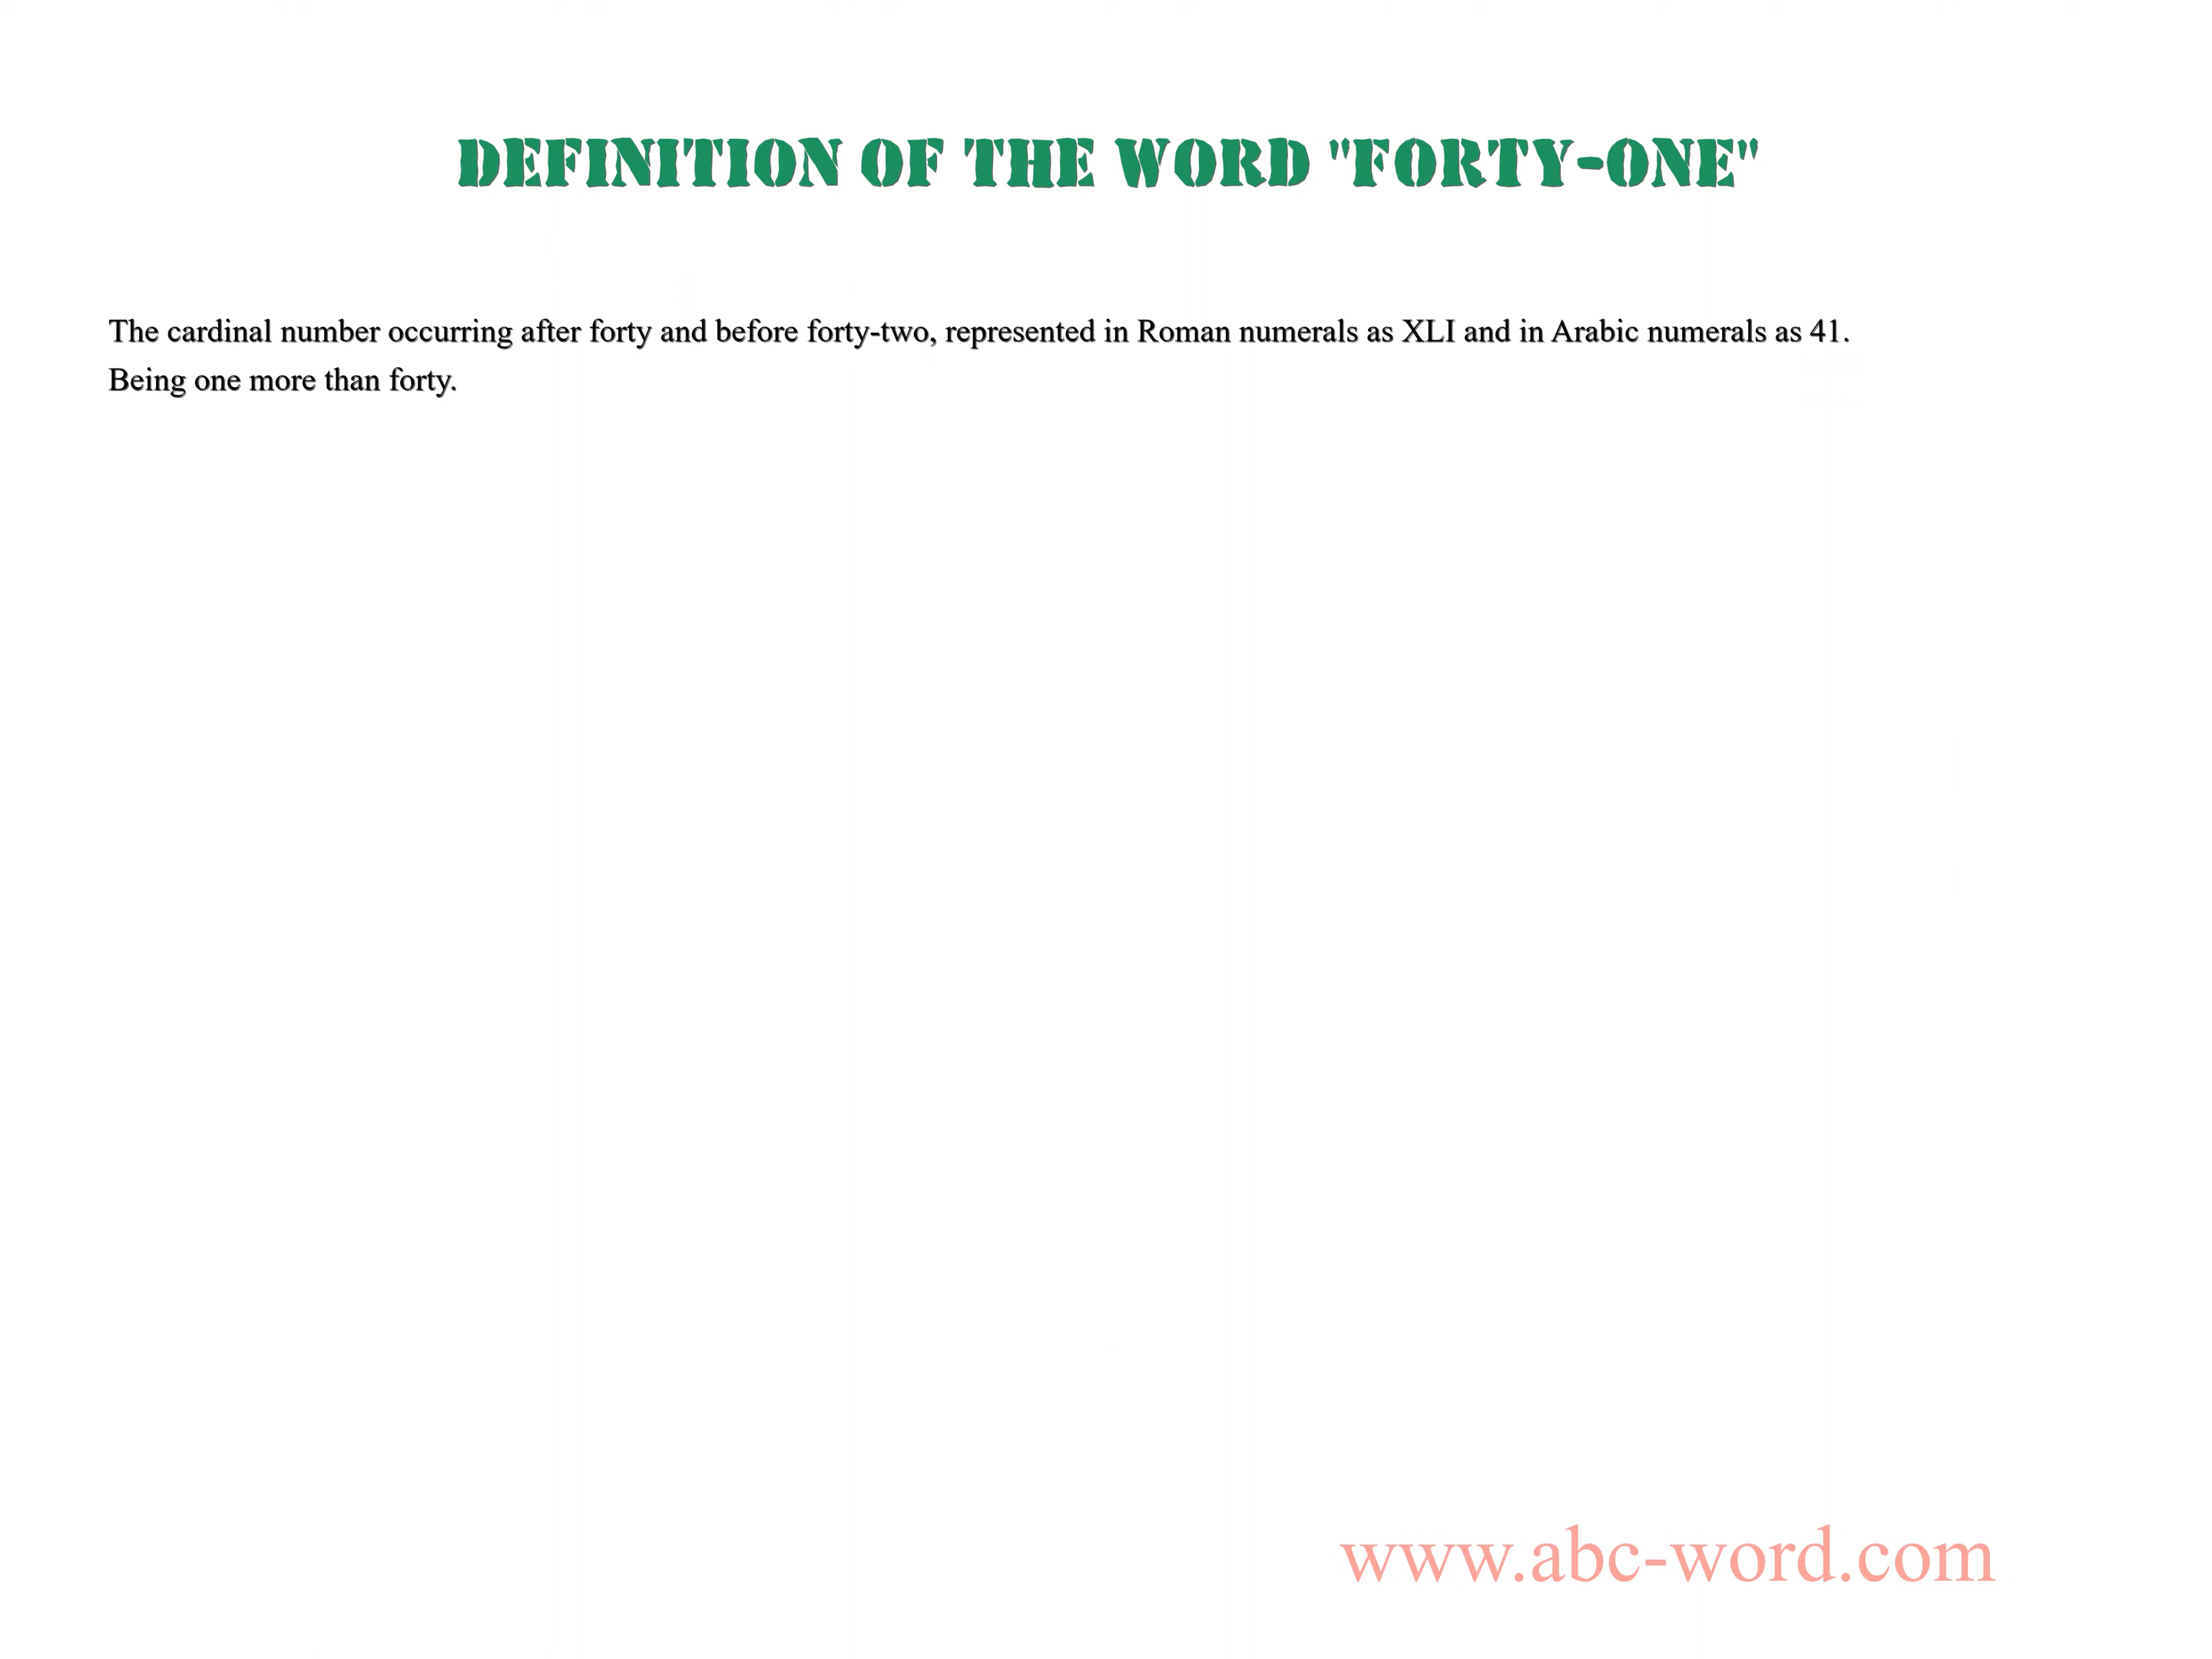 DEFINITION OF THE WORD "FORTY-ONE"
The cardinal number occurring after forty and before forty-two, represented in Roman numerals as XLI and in Arabic numerals as 41.
Being one more than forty.
www.abc-word.com